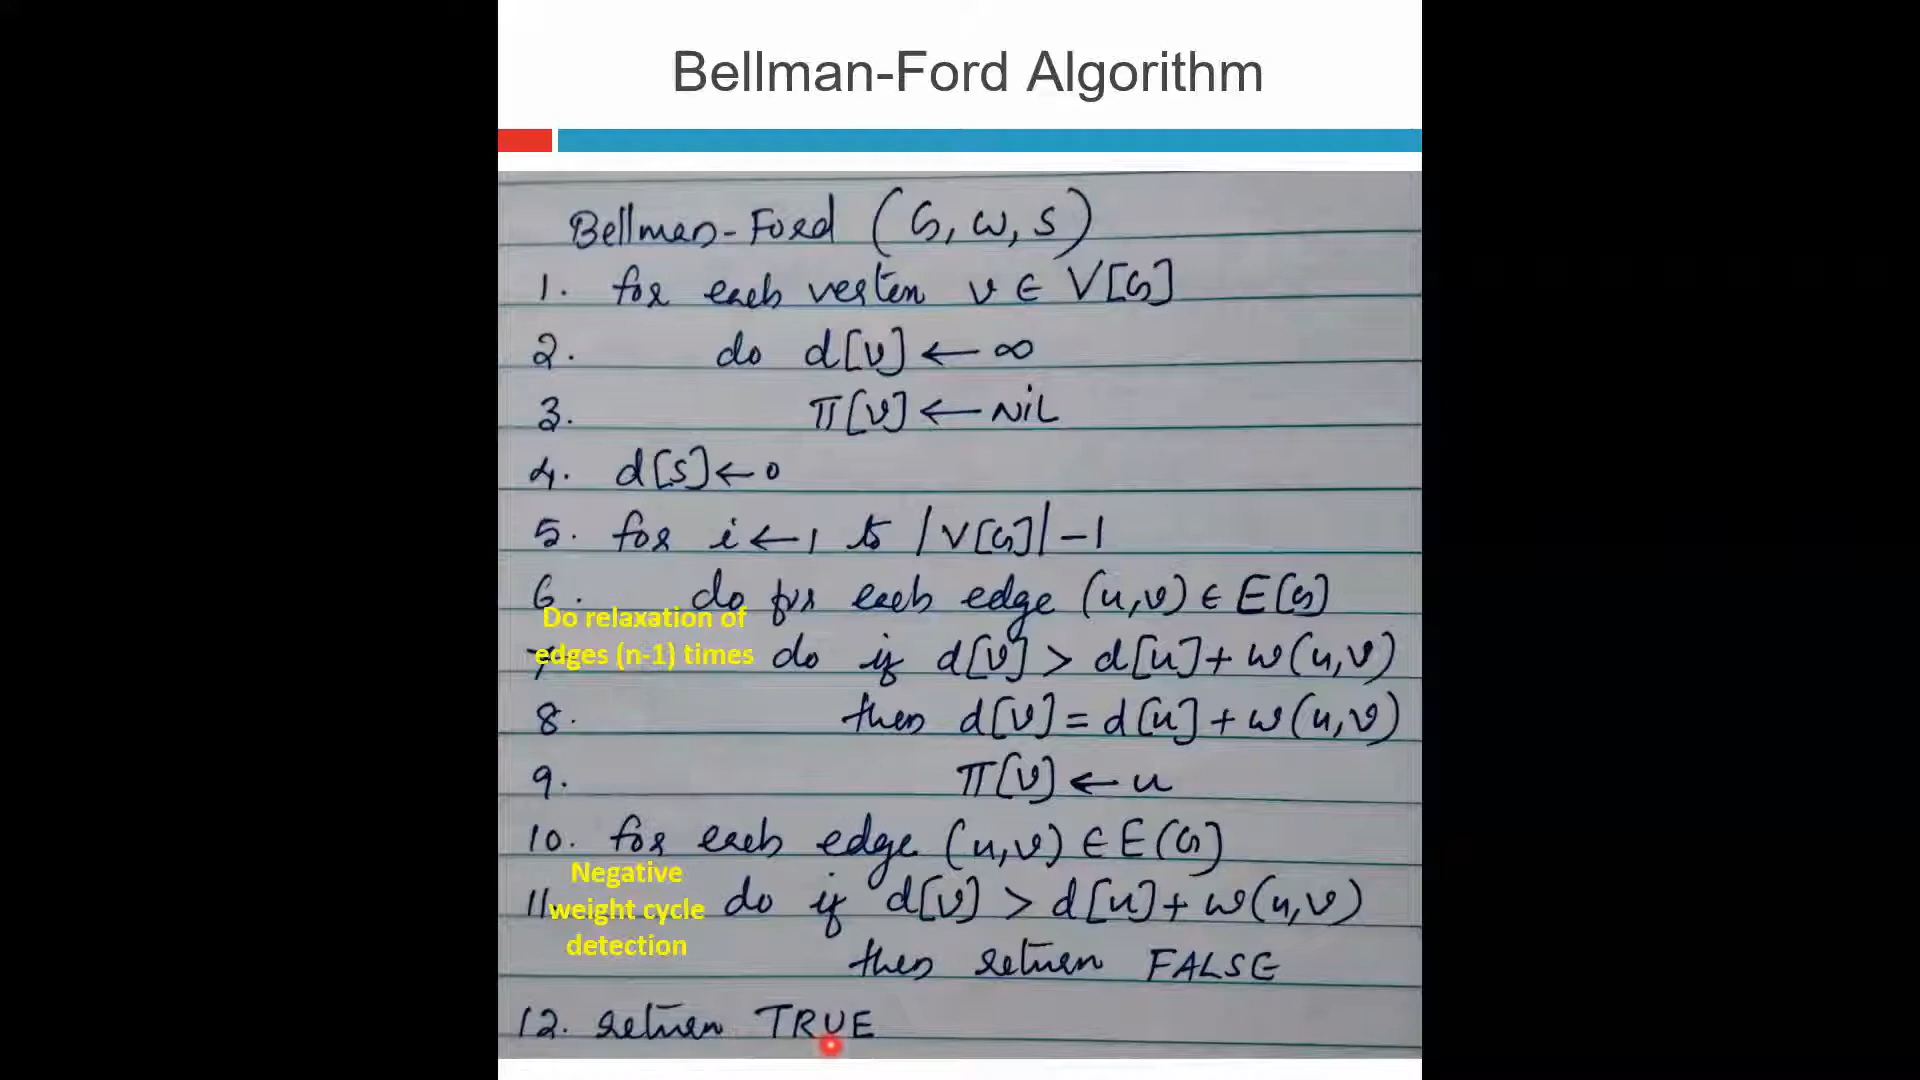 Bellman-Ford Algorithm
Bellman-Ford (G, w, s)
1. for each vertex v ∈ V[G]
2. do d[v] ← ∞
3. π[v] ← NiL
4. d[s] ← 0
5. for i ← 1 to |V[G]| - 1
6. do for each edge (u,v) ∈ E[G]
Do relaxation of
edges (n-1) times
7. do if d[v] > d[u] + w(u,v)
8. then d[v] = d[u] + w(u,v)
9. π[v] ← u
10. for each edge (u,v) ∈ E(G)
Negative
weight cycle
detection
11. do if d[v] > d[u] + w(u,v)
then return FALSE
12. return TRUE